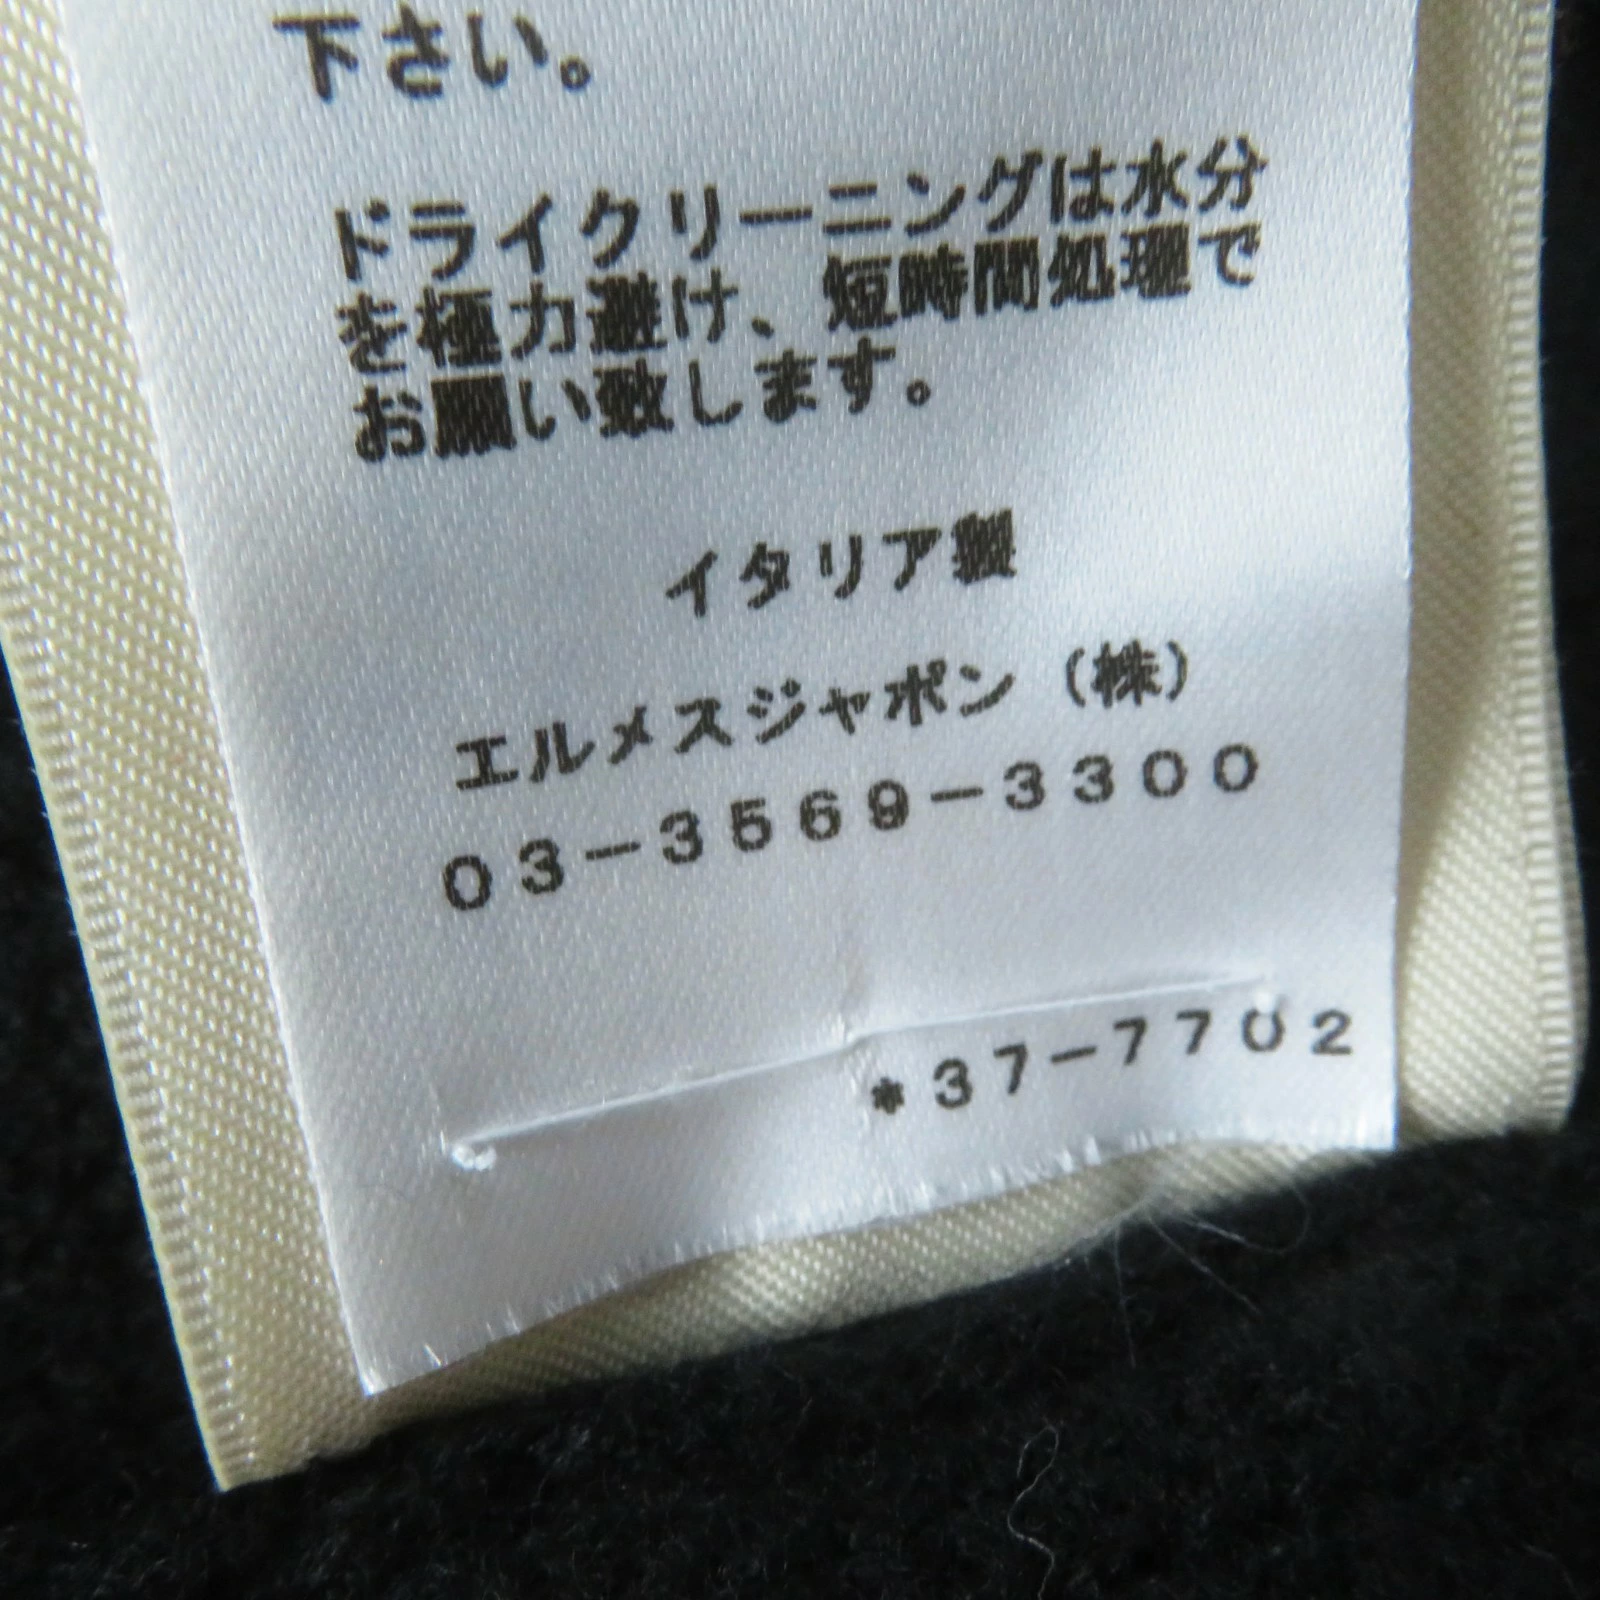 下さい。
ドライクリーニングは水分
を極力避け、短時間処理で
お願い致します。
イタリア製
エルメスジャポン（株）
03-3569-3300
*37-7702